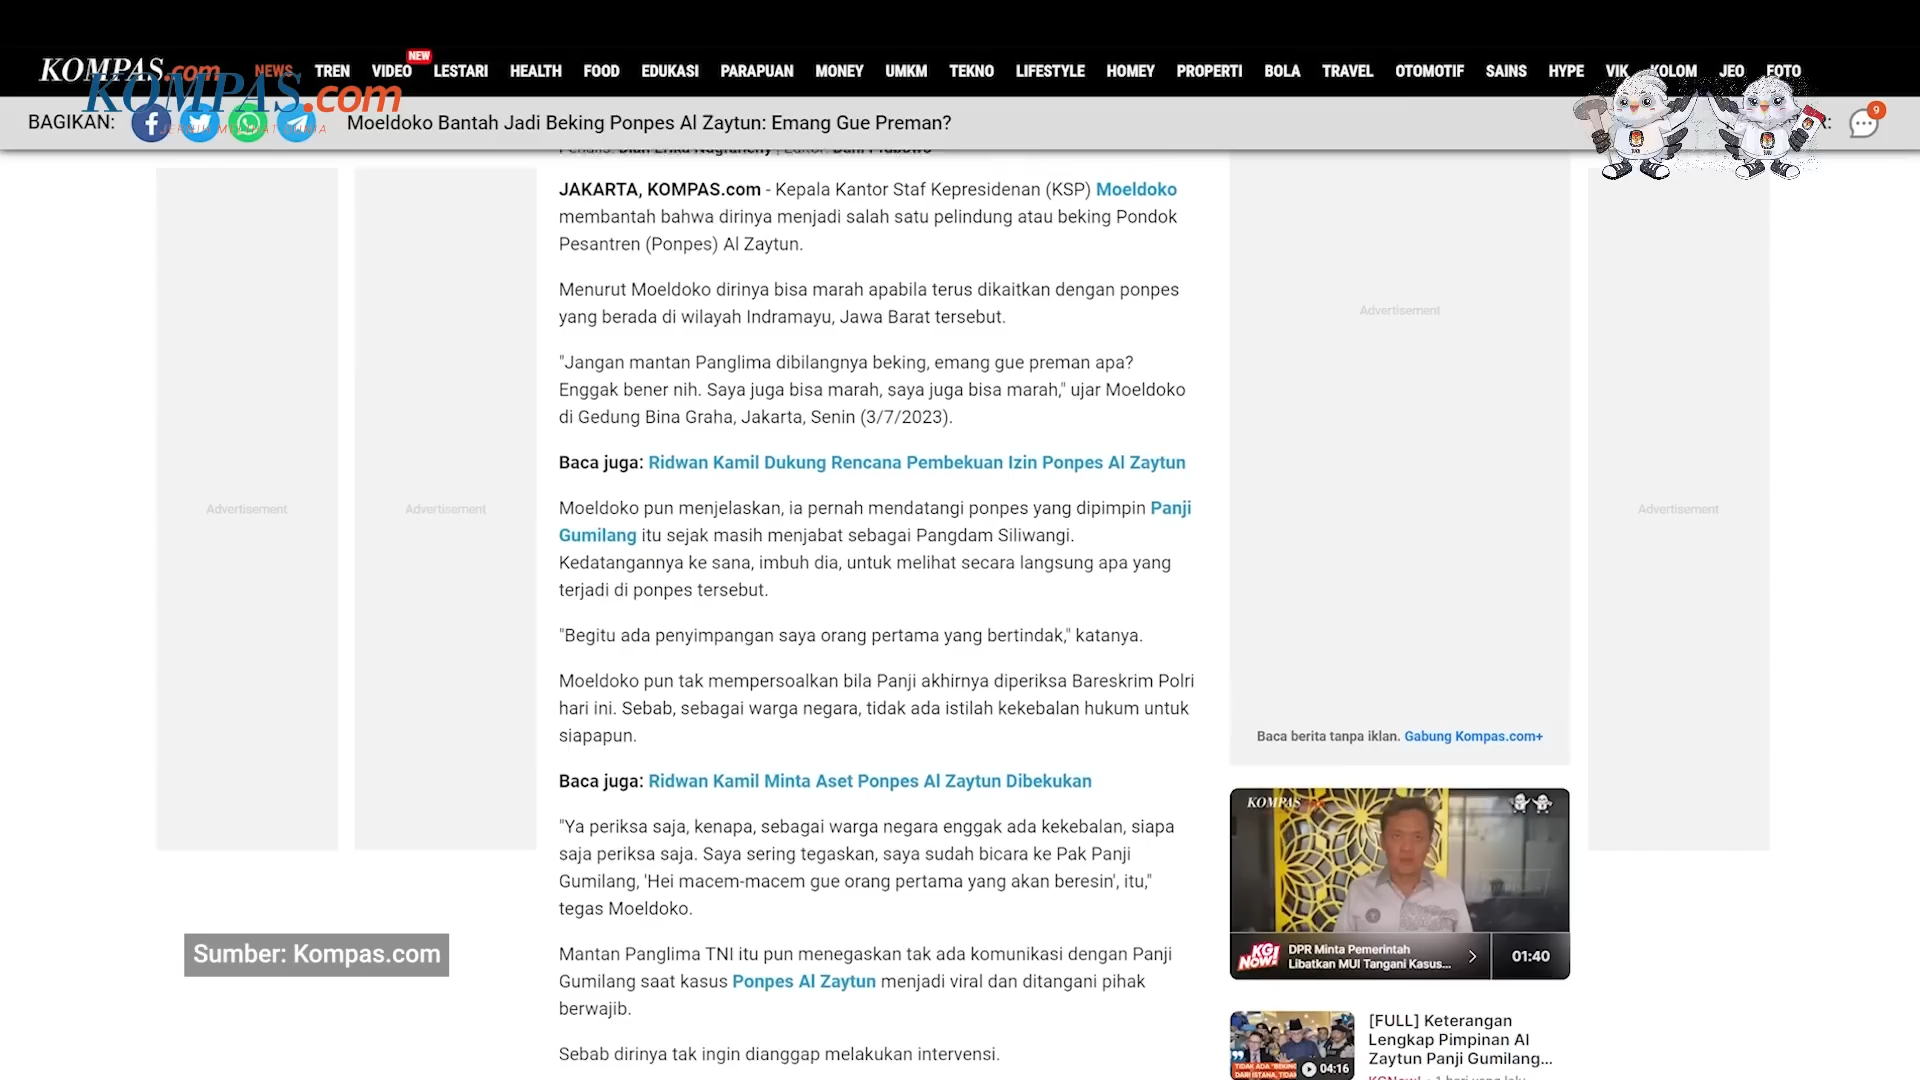 KOMPAS.com
NEWS
TREN
VIDEO
NEW
LESTARI
HEALTH
FOOD
EDUKASI
PARAPUAN
MONEY
UMKM
TEKNO
LIFESTYLE
HOMEY
PROPERTI
BOLA
TRAVEL
OTOMOTIF
SAINS
HYPE
VIK
KOLOM
JEO
FOTO
KOMPAS.com
JERNIH MELIHAT DUNIA
BAGIKAN:
Moeldoko Bantah Jadi Beking Ponpes Al Zaytun: Emang Gue Preman?
9
JAKARTA, KOMPAS.com - Kepala Kantor Staf Kepresidenan (KSP) Moeldoko
membantah bahwa dirinya menjadi salah satu pelindung atau beking Pondok
Pesantren (Ponpes) Al Zaytun.
Menurut Moeldoko dirinya bisa marah apabila terus dikaitkan dengan ponpes
yang berada di wilayah Indramayu, Jawa Barat tersebut.
"Jangan mantan Panglima dibilangnya beking, emang gue preman apa?
Enggak bener nih. Saya juga bisa marah, saya juga bisa marah," ujar Moeldoko
di Gedung Bina Graha, Jakarta, Senin (3/7/2023).
Baca juga: Ridwan Kamil Dukung Rencana Pembekuan Izin Ponpes Al Zaytun
Moeldoko pun menjelaskan, ia pernah mendatangi ponpes yang dipimpin Panji
Gumilang itu sejak masih menjabat sebagai Pangdam Siliwangi.
Kedatangannya ke sana, imbuh dia, untuk melihat secara langsung apa yang
terjadi di ponpes tersebut.
"Begitu ada penyimpangan saya orang pertama yang bertindak," katanya.
Moeldoko pun tak mempersoalkan bila Panji akhirnya diperiksa Bareskrim Polri
hari ini. Sebab, sebagai warga negara, tidak ada istilah kekebalan hukum untuk
siapapun.
Baca juga: Ridwan Kamil Minta Aset Ponpes Al Zaytun Dibekukan
"Ya periksa saja, kenapa, sebagai warga negara enggak ada kekebalan, siapa
saja periksa saja. Saya sering tegaskan, saya sudah bicara ke Pak Panji
Gumilang, 'Hei macem-macem gue orang pertama yang akan beresin', itu,"
tegas Moeldoko.
Mantan Panglima TNI itu pun menegaskan tak ada komunikasi dengan Panji
Gumilang saat kasus Ponpes Al Zaytun menjadi viral dan ditangani pihak
berwajib.
Sebab dirinya tak ingin dianggap melakukan intervensi.
Advertisement
Advertisement
Advertisement
Advertisement
Sumber: Kompas.com
Baca berita tanpa iklan. Gabung Kompas.com+
KOMPAS
KG NOW!
DPR Minta Pemerintah
Libatkan MUI Tangani Kasus...
01:40
[FULL] Keterangan
Lengkap Pimpinan Al
Zaytun Panji Gumilang...
04:16